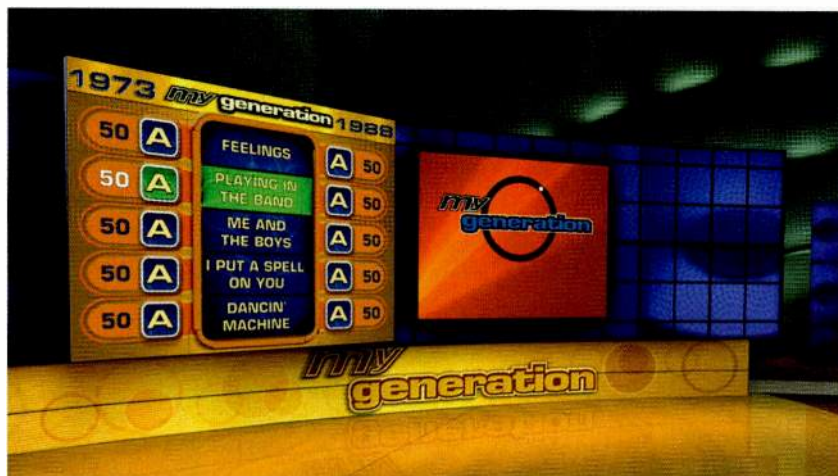 1973 my generation 1988
50 A FEELINGS A 50
50 A PLAYING IN THE BAND A 50
50 A ME AND THE BOYS A 50
50 A I PUT A SPELL ON YOU A 50
50 A DANCIN' MACHINE A 50
my
generation
my
generation